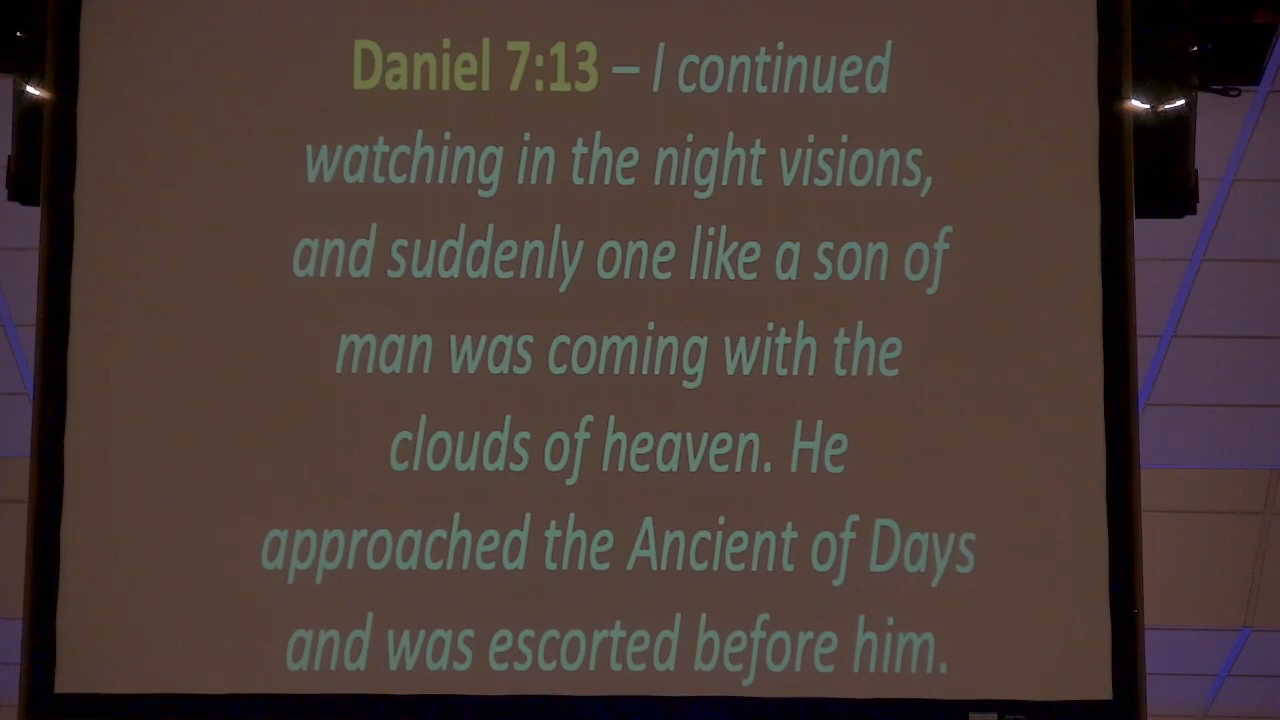 Daniel 7:13 – I continued
watching in the night visions,
and suddenly one like a son of
man was coming with the
clouds of heaven. He
approached the Ancient of Days
and was escorted before him.